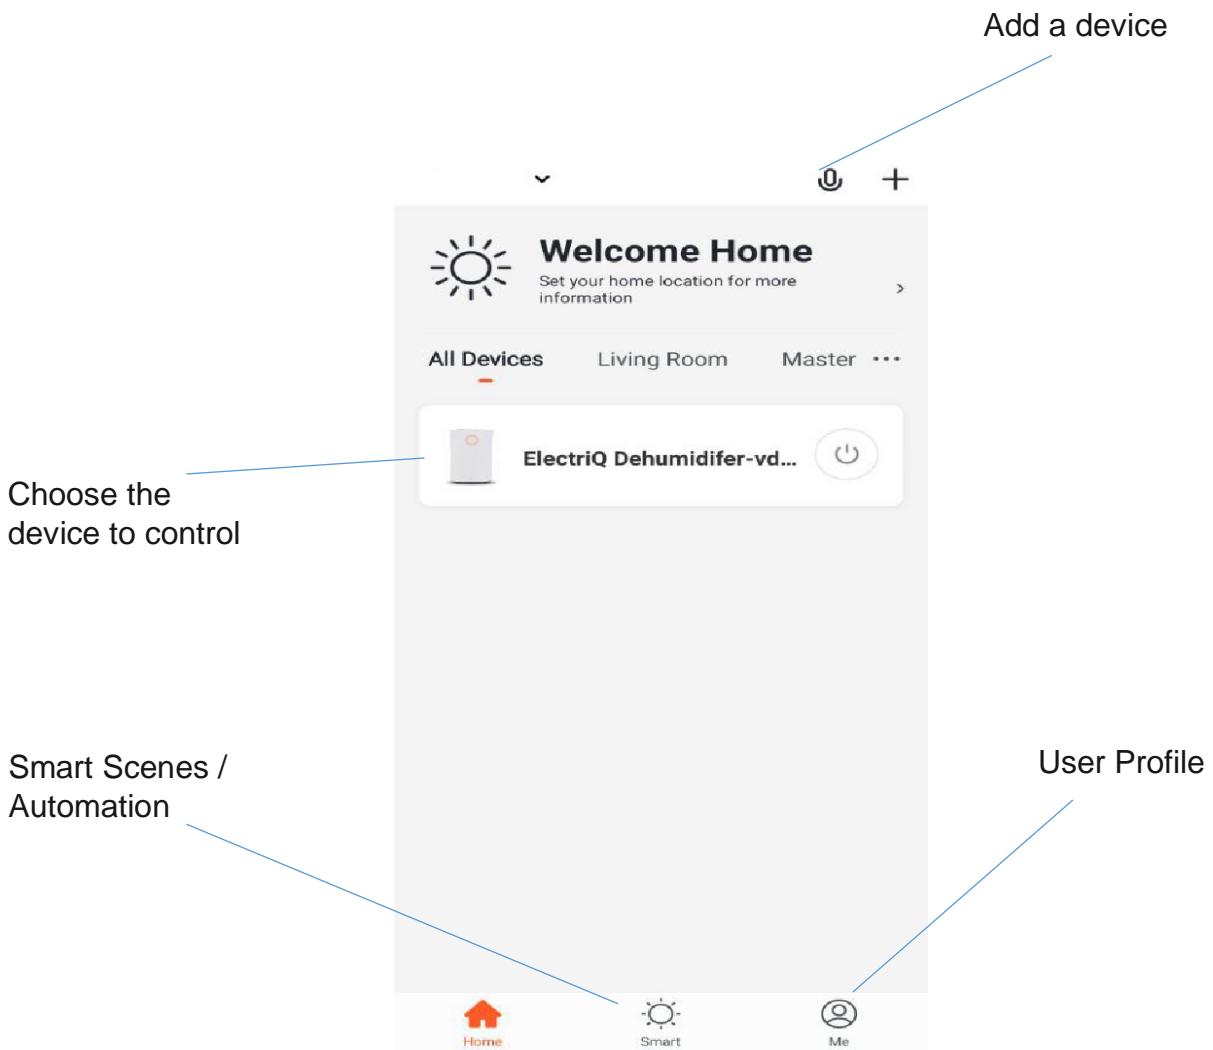 Add a device
Welcome Home
Set your home location for more
information
All Devices
Living Room
Master
ElectriQ Dehumidifer-vd...
Choose the
device to control
Smart Scenes /
Automation
User Profile
Home
Smart
Me